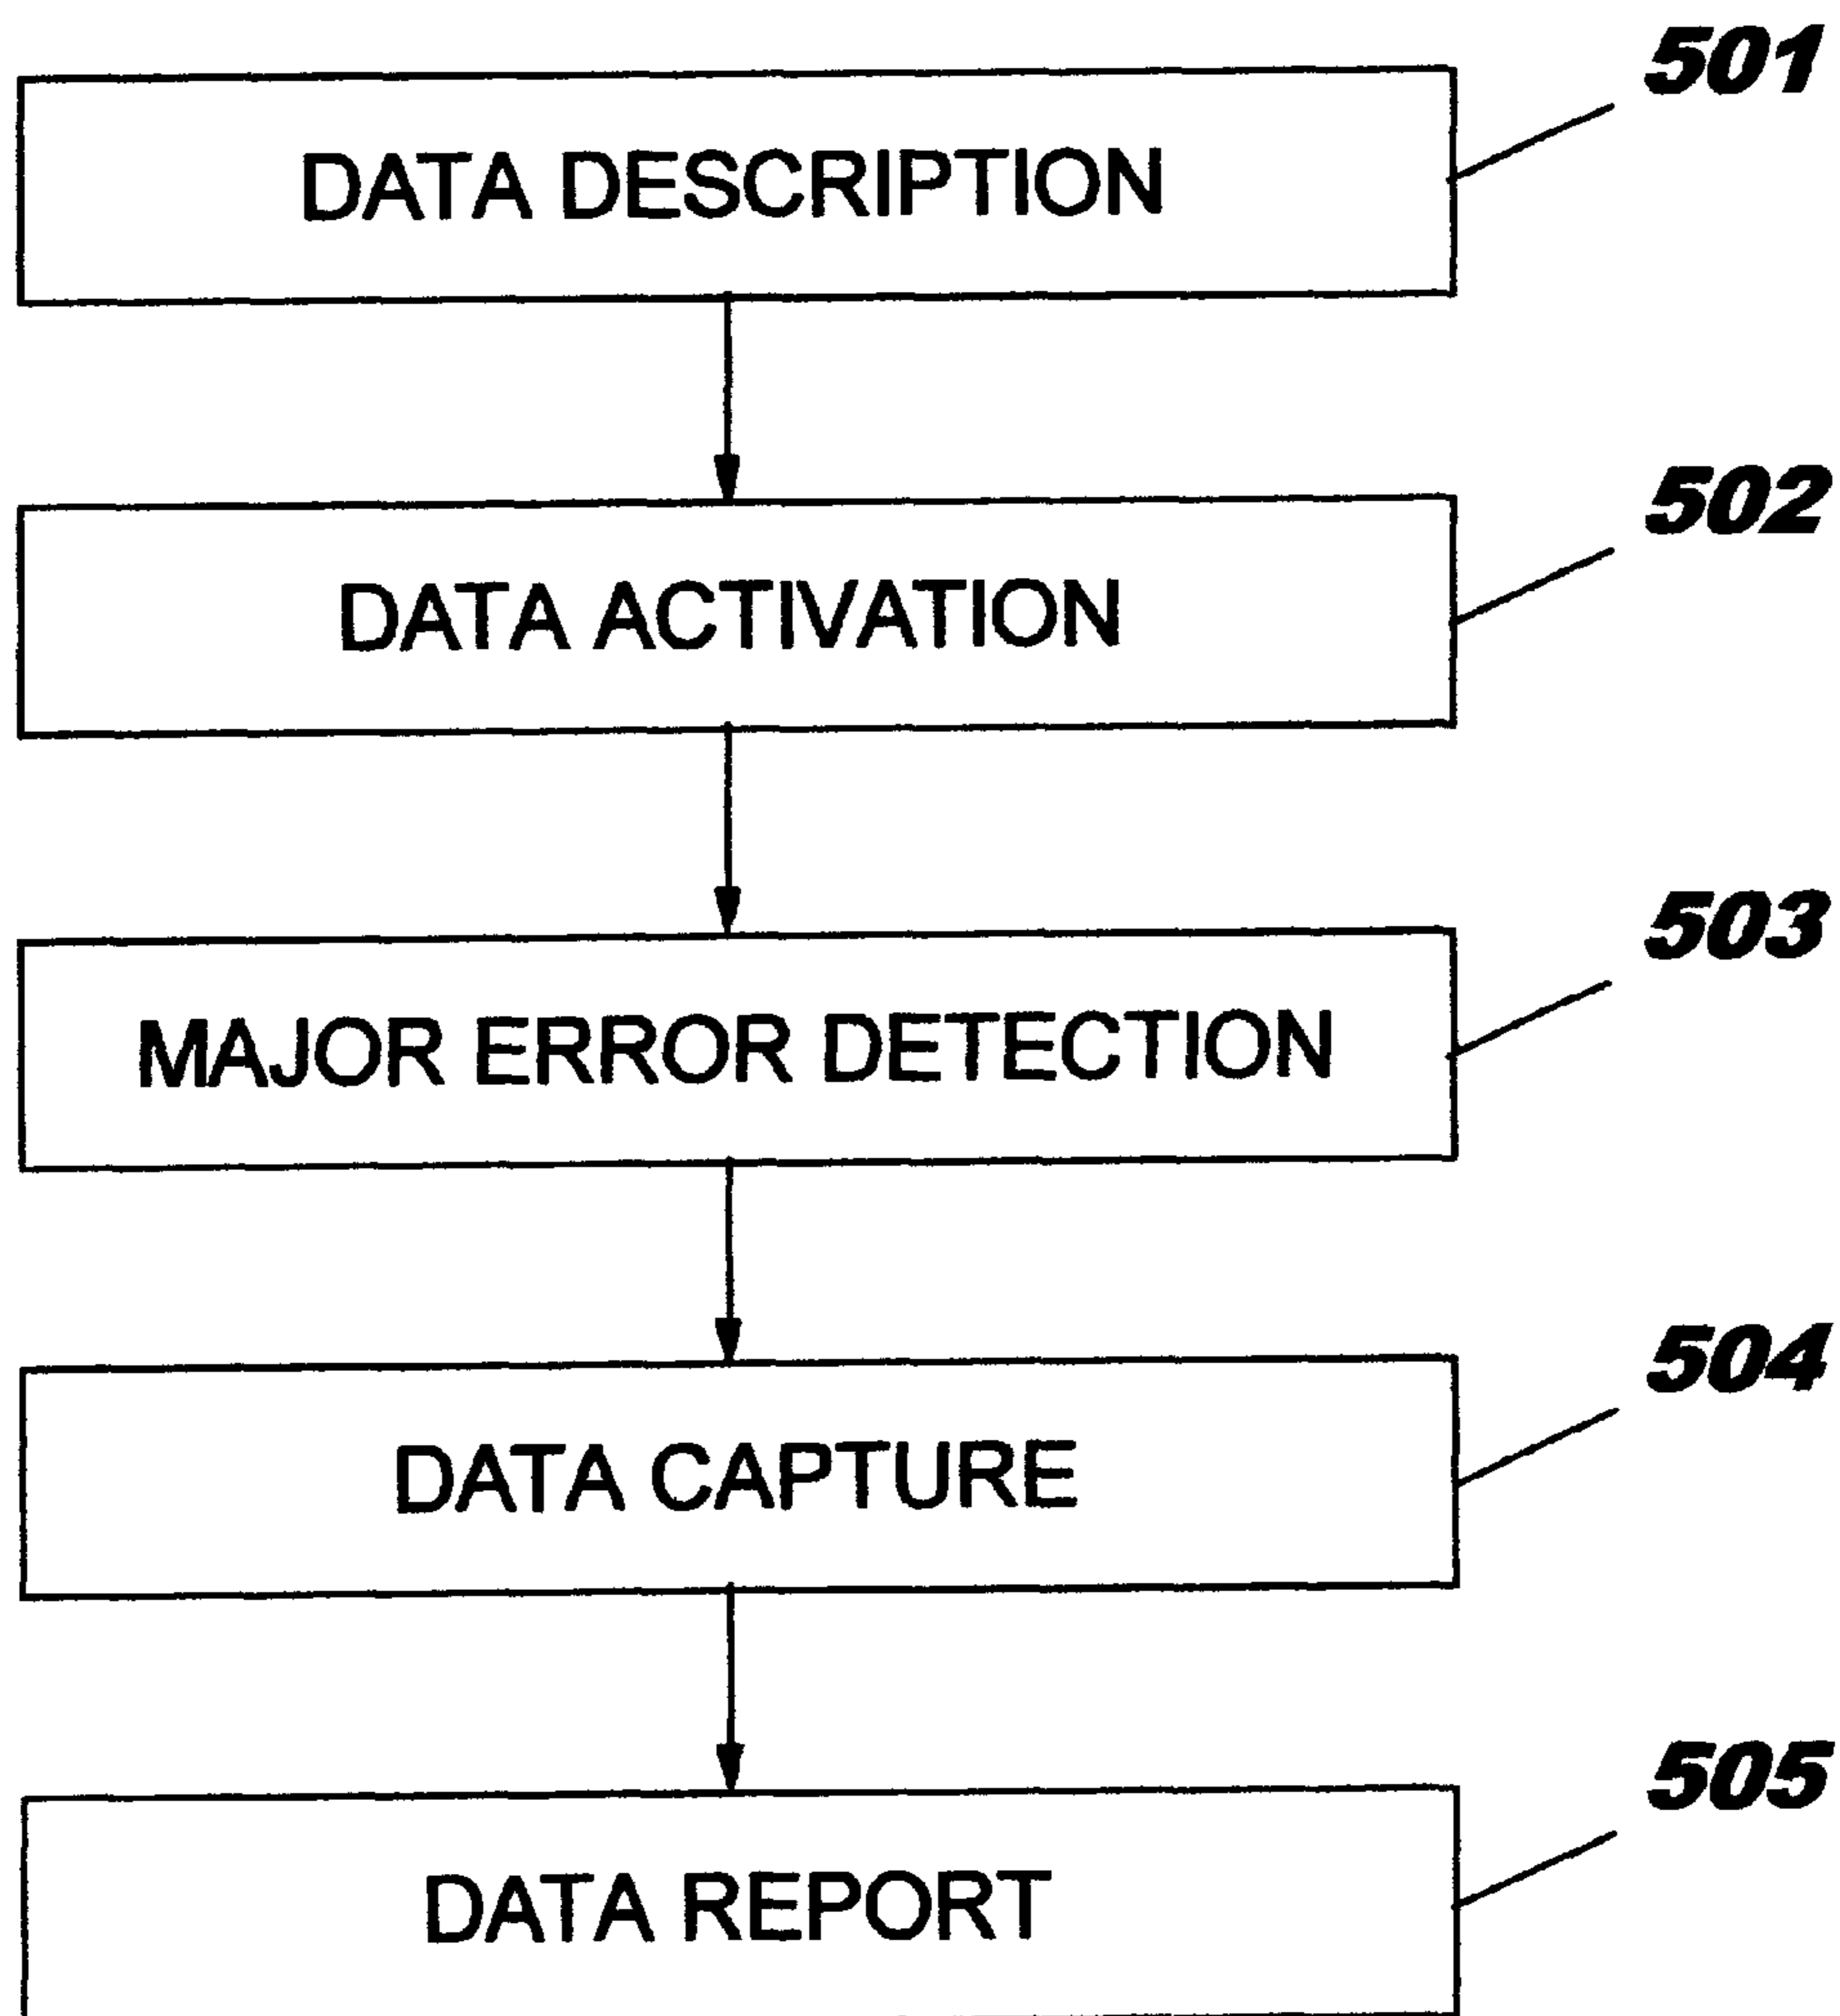 501
DATA DESCRIPTION
502
DATA ACTIVATION
503
MAJOR ERROR DETECTION
504
DATA CAPTURE
505
DATA REPORT